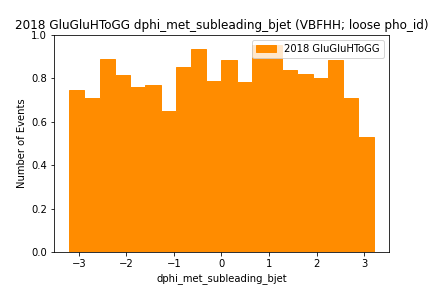 2018 GluGluHToGG dphi_met_subleading_bjet (VBFHH; loose pho_id)
2018 GluGluHToGG
Number of Events
1.0
0.8
0.6
0.4
0.2
0.0
−3 −2 −1 0 1 2 3
dphi_met_subleading_bjet